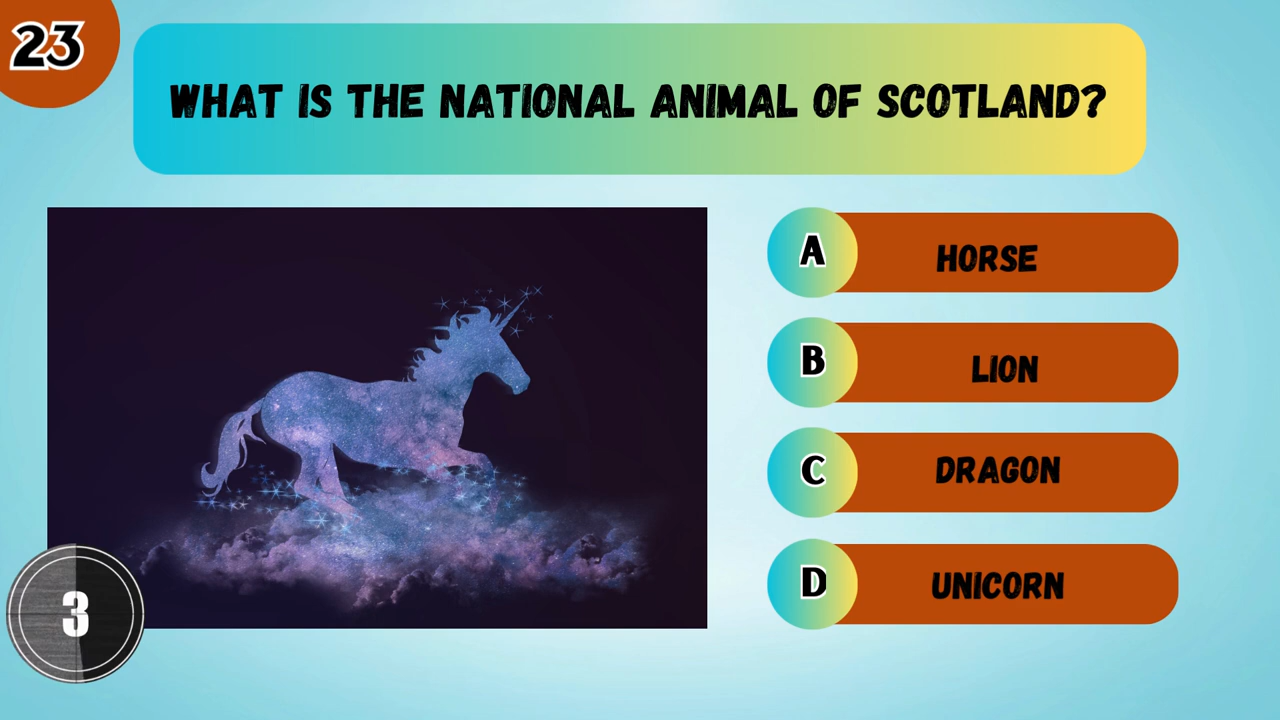 23
WHAT IS THE NATIONAL ANIMAL OF SCOTLAND?
A HORSE
B LION
C DRAGON
D UNICORN
3